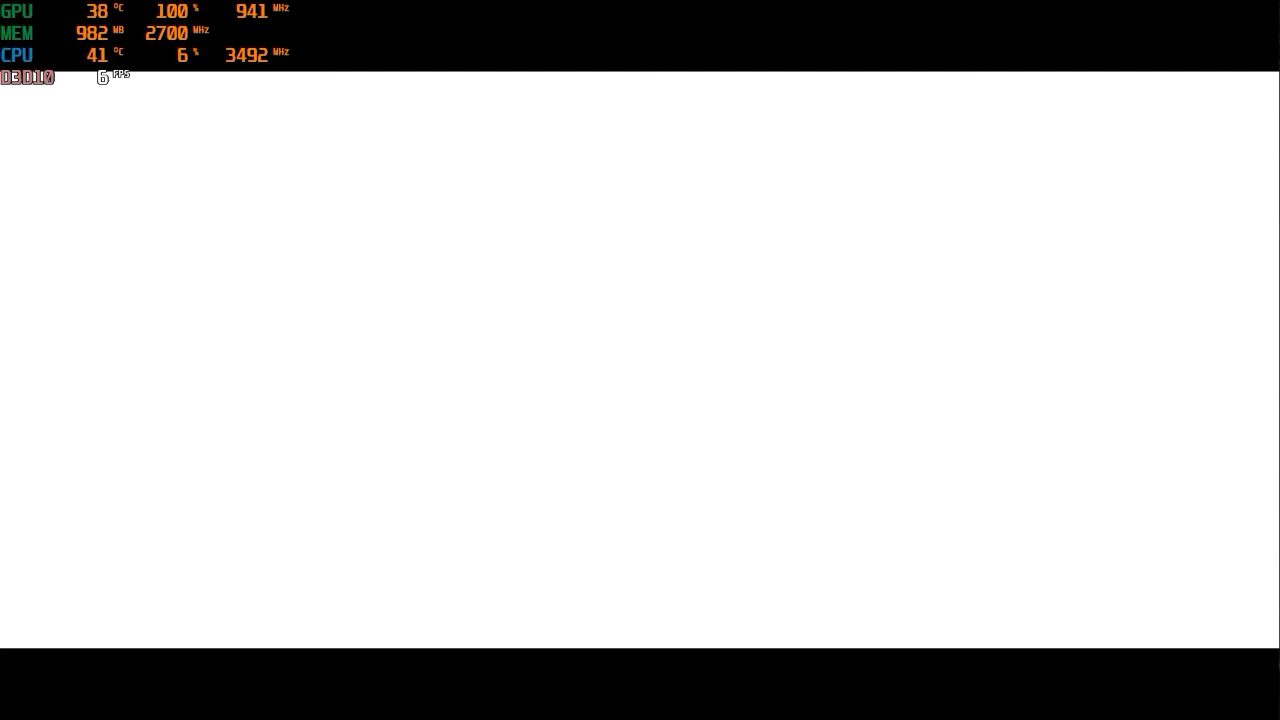 GPU 38 °C 100 % 941 MHz
MEM 982 MB 2700 MHz
CPU 41 °C 6 % 3492 MHz
D3D10 6 FPS